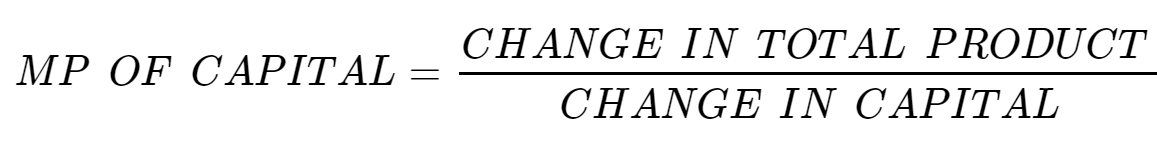 MP OF CAPITAL = CHANGE IN TOTAL PRODUCT
CHANGE IN CAPITAL